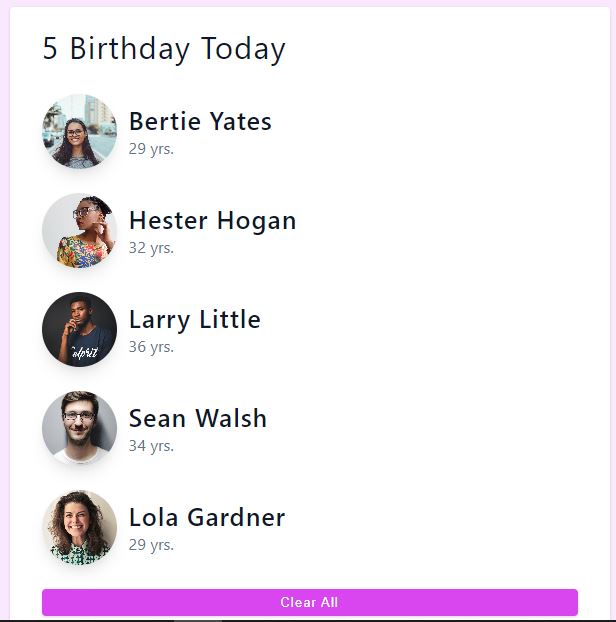 5 Birthday Today
Bertie Yates
29 yrs.
Hester Hogan
32 yrs.
Larry Little
36 yrs.
Sean Walsh
34 yrs.
Lola Gardner
29 yrs.
Clear All